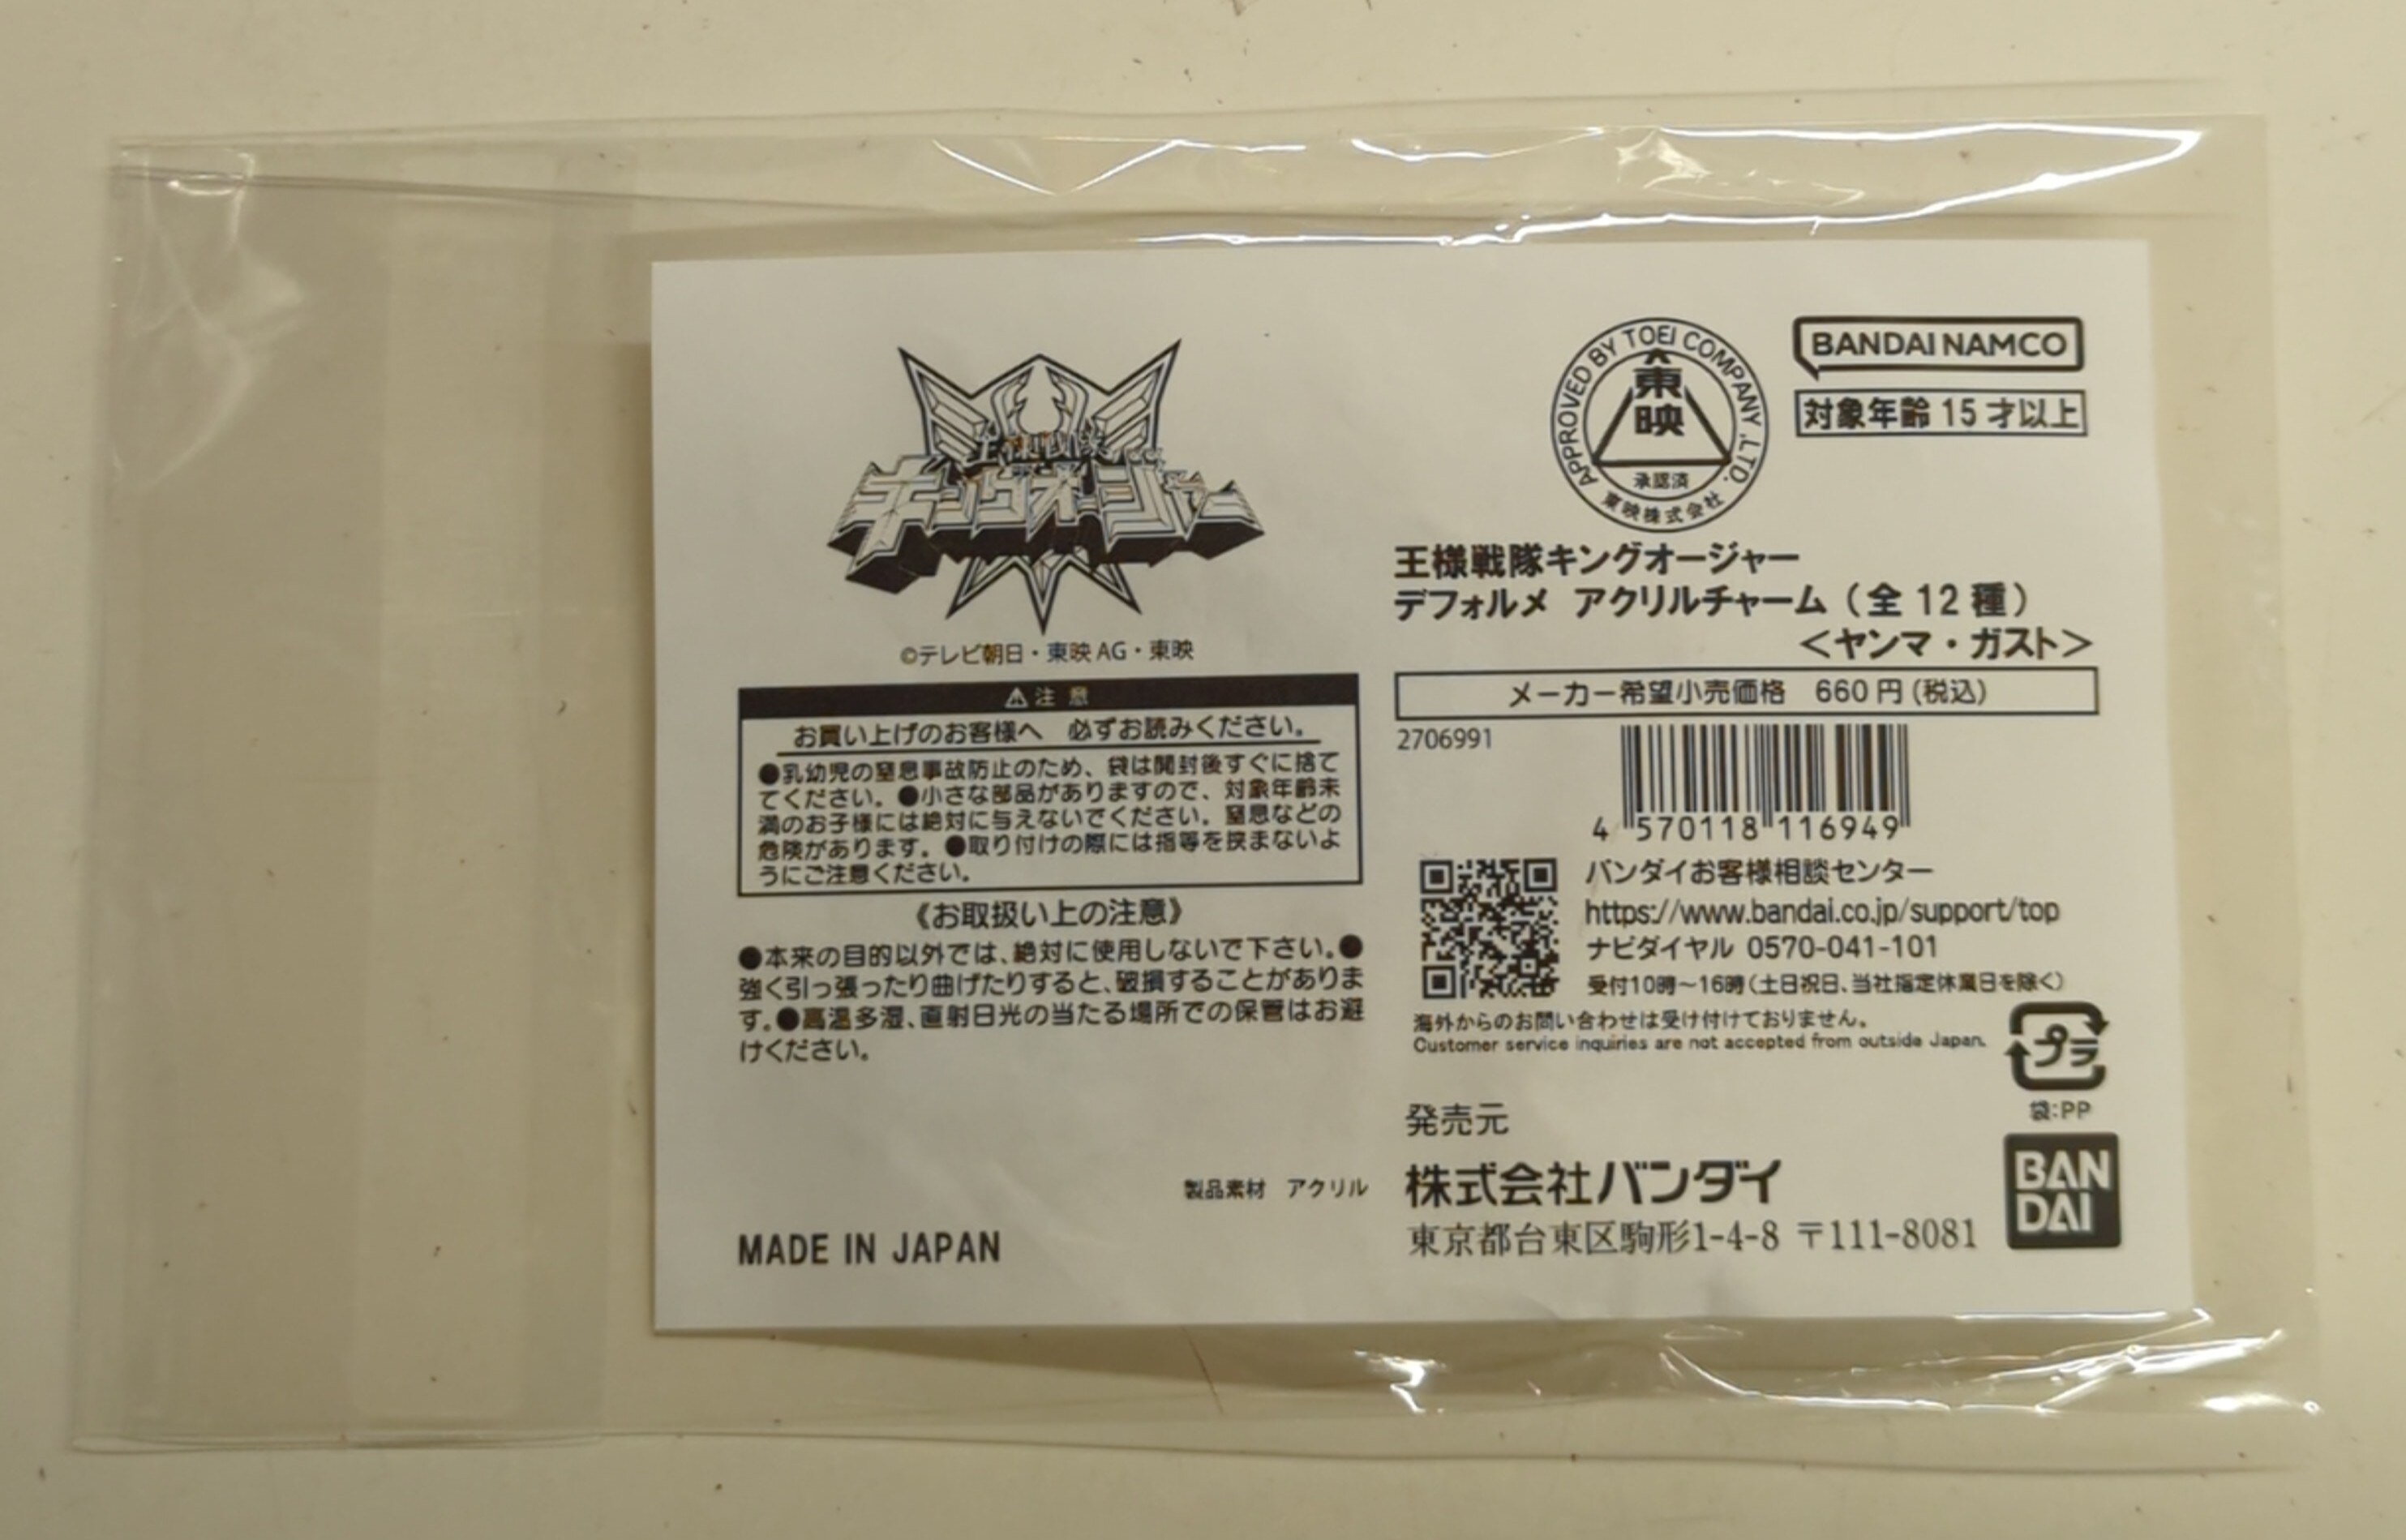 王様戦隊
キングオージャー
©テレビ朝日・東映AG・東映
⚠注意
お買い上げのお客様へ 必ずお読みください。
●乳幼児の窒息事故防止のため、袋は開封後すぐに捨て
てください。●小さな部品がありますので、対象年齢未
満のお子様には絶対に与えないでください。窒息などの
危険があります。●取り付けの際には指等を挟まないよ
うにご注意ください。
《お取扱い上の注意》
●本来の目的以外では、絶対に使用しないで下さい。●
強く引っ張ったり曲げたりすると、破損することがありま
す。●高温多湿、直射日光の当たる場所での保管はお避
けください。
製品素材 アクリル
MADE IN JAPAN
APPROVED BY TOEI COMPANY ,LTD.
東映
承認済
東映株式会社
BANDAI NAMCO
対象年齢15才以上
王様戦隊キングオージャー
デフォルメ アクリルチャーム（全12種）
＜ヤンマ・ガスト＞
メーカー希望小売価格 660円(税込)
2706991
4 570118 116949
バンダイお客様相談センター
https://www.bandai.co.jp/support/top
ナビダイヤル 0570-041-101
受付10時～16時（土日祝日、当社指定休業日を除く）
海外からのお問い合わせは受け付けておりません。
Customer service inquiries are not accepted from outside Japan.
プラ
袋:PP
発売元
株式会社バンダイ
東京都台東区駒形1-4-8 〒111-8081
BAN
DAI